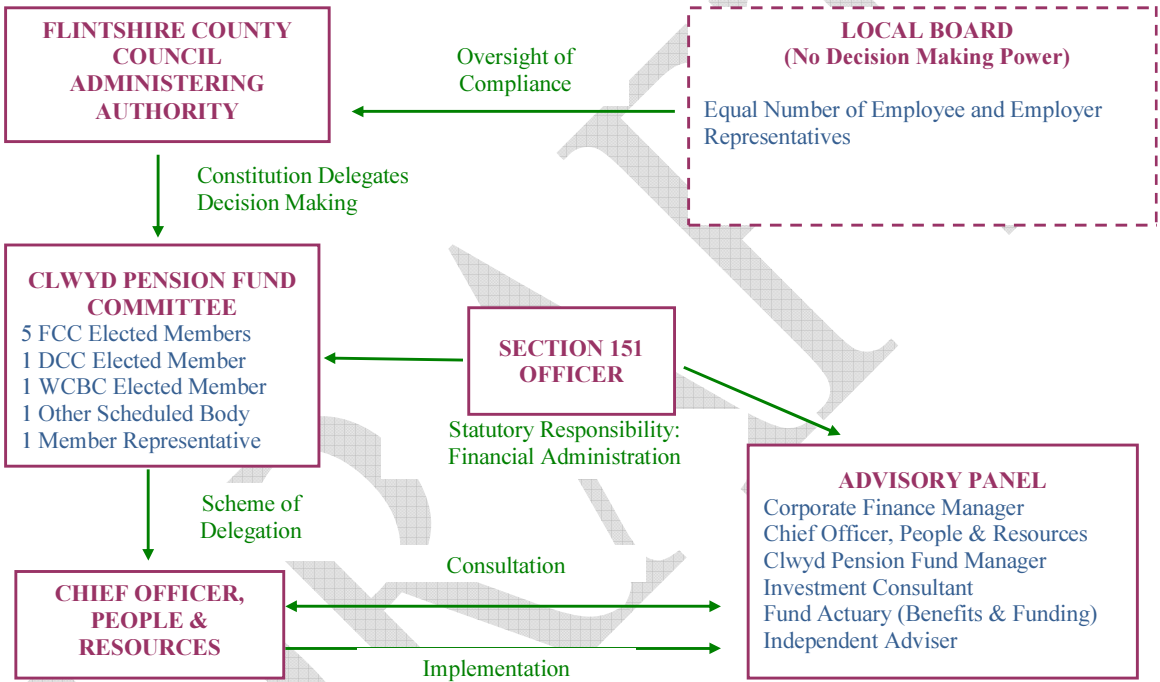 FLINTSHIRE COUNTY
COUNCIL
ADMINISTERING
AUTHORITY
Oversight of
Compliance
LOCAL BOARD
(No Decision Making Power)
Equal Number of Employee and Employer
Representatives
Constitution Delegates
Decision Making
CLWYD PENSION FUND
COMMITTEE
5 FCC Elected Members
1 DCC Elected Member
1 WCBC Elected Member
1 Other Scheduled Body
1 Member Representative
SECTION 151
OFFICER
Statutory Responsibility:
Financial Administration
ADVISORY PANEL
Corporate Finance Manager
Chief Officer, People & Resources
Clwyd Pension Fund Manager
Investment Consultant
Fund Actuary (Benefits & Funding)
Independent Adviser
Scheme of
Delegation
CHIEF OFFICER,
PEOPLE &
RESOURCES
Consultation
Implementation